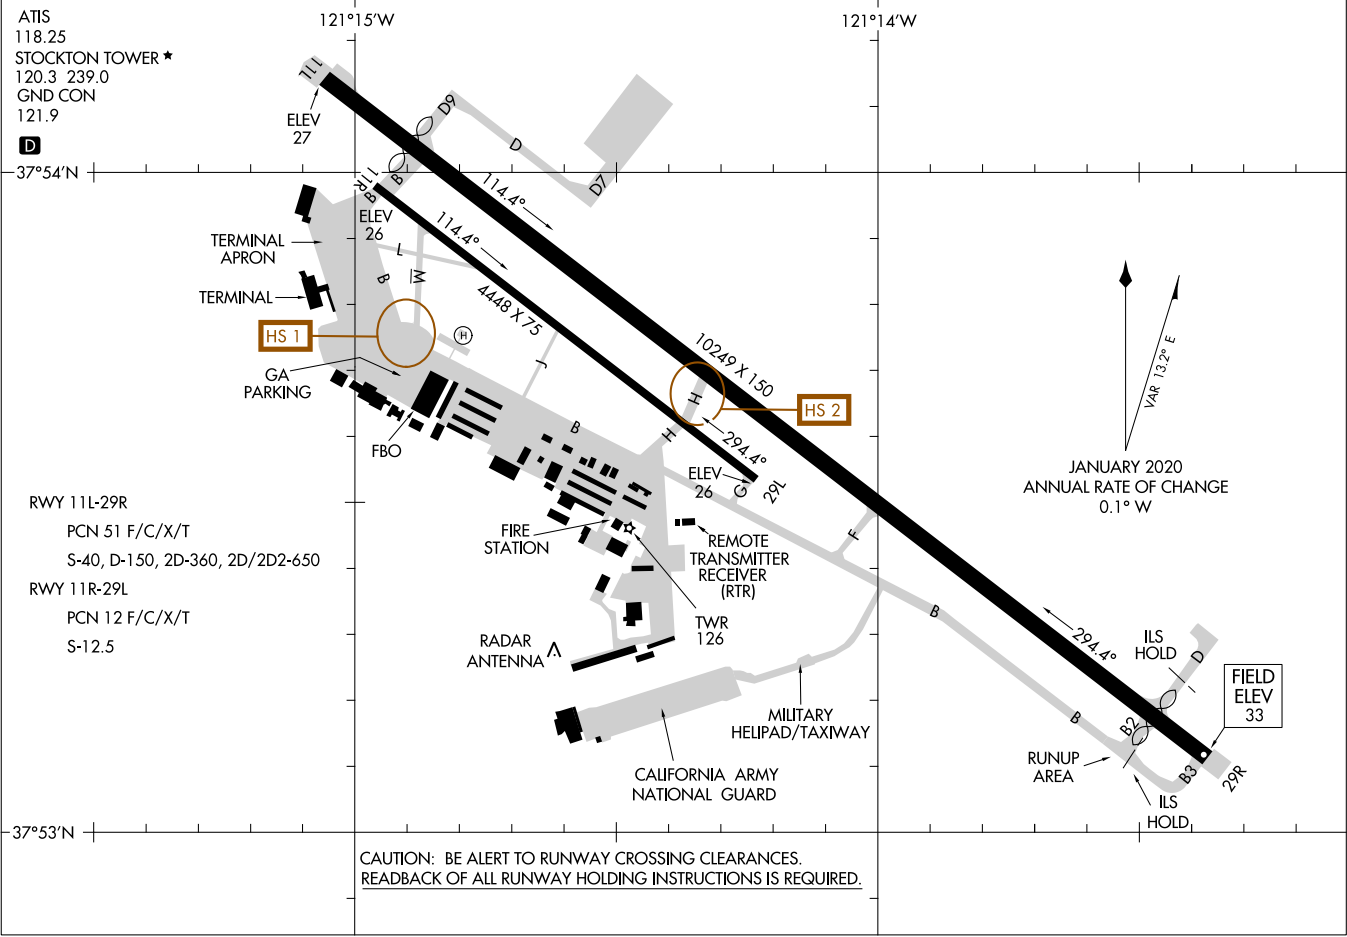 ATIS
118.25
STOCKTON TOWER ★
120.3 239.0
GND CON
121.9
D
121°15'W
121°14'W
11L
ELEV
27
D9
D
D7
37°54'N
11R
B
B
ELEV
26
114.4°
114.4°
TERMINAL
APRON
L
B
M
TERMINAL
4448 X 75
HS 1
H
10249 X 150
VAR 13.2° E
GA
PARKING
J
H
HS 2
FBO
B
H
294.4°
ELEV
26
G
29L
JANUARY 2020
ANNUAL RATE OF CHANGE
0.1° W
RWY 11L-29R
PCN 51 F/C/X/T
S-40, D-150, 2D-360, 2D/2D2-650
RWY 11R-29L
PCN 12 F/C/X/T
S-12.5
FIRE
STATION
REMOTE
TRANSMITTER
RECEIVER
(RTR)
F
TWR
126
B
RADAR
ANTENNA
294.4°
ILS
HOLD
D
FIELD
ELEV
33
MILITARY
HELIPAD/TAXIWAY
B
B2
RUNUP
AREA
B3
29R
CALIFORNIA ARMY
NATIONAL GUARD
ILS
HOLD
37°53'N
CAUTION: BE ALERT TO RUNWAY CROSSING CLEARANCES.
READBACK OF ALL RUNWAY HOLDING INSTRUCTIONS IS REQUIRED.